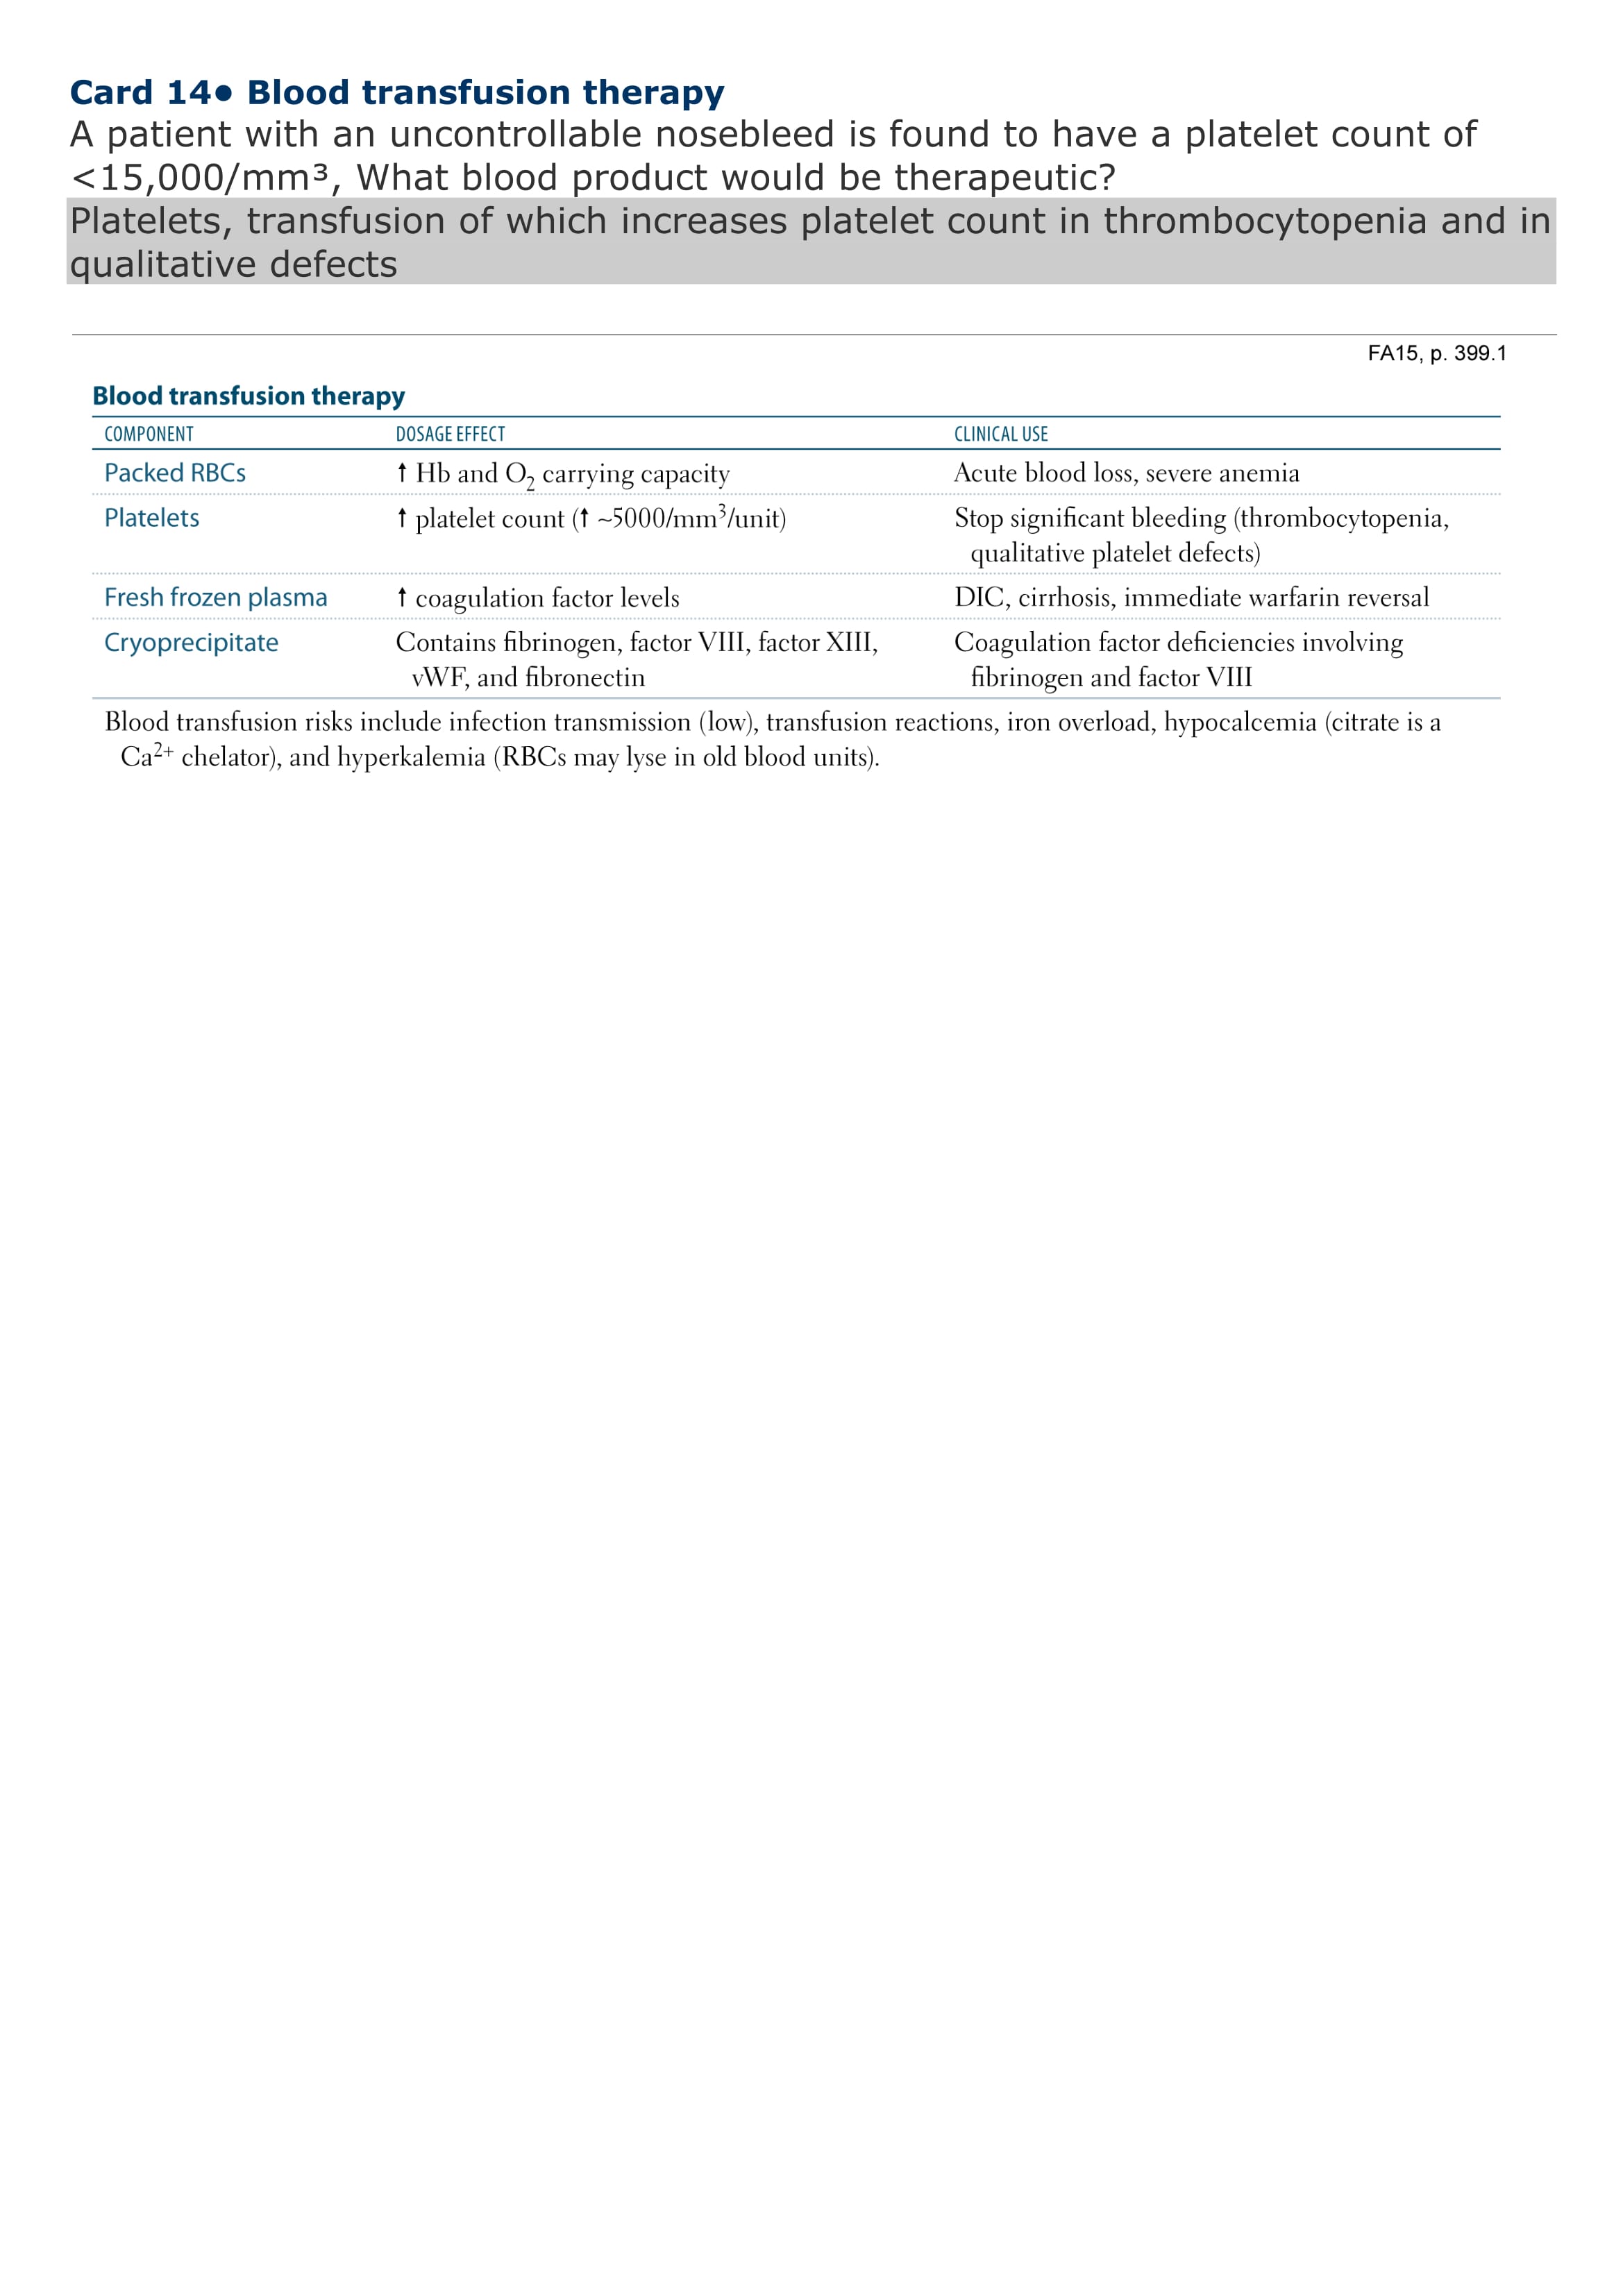 Card 14● Blood transfusion therapy
A patient with an uncontrollable nosebleed is found to have a platelet count of
<15,000/mm³, What blood product would be therapeutic?
Platelets, transfusion of which increases platelet count in thrombocytopenia and in
qualitative defects
FA15, p. 399.1
Blood transfusion therapy
COMPONENT DOSAGE EFFECT CLINICAL USE
Packed RBCs ↑ Hb and O₂ carrying capacity Acute blood loss, severe anemia
Platelets ↑ platelet count (↑ ~5000/mm³/unit) Stop significant bleeding (thrombocytopenia,
qualitative platelet defects)
Fresh frozen plasma ↑ coagulation factor levels DIC, cirrhosis, immediate warfarin reversal
Cryoprecipitate Contains fibrinogen, factor VIII, factor XIII, Coagulation factor deficiencies involving
vWF, and fibronectin fibrinogen and factor VIII
Blood transfusion risks include infection transmission (low), transfusion reactions, iron overload, hypocalcemia (citrate is a
Ca²⁺ chelator), and hyperkalemia (RBCs may lyse in old blood units).